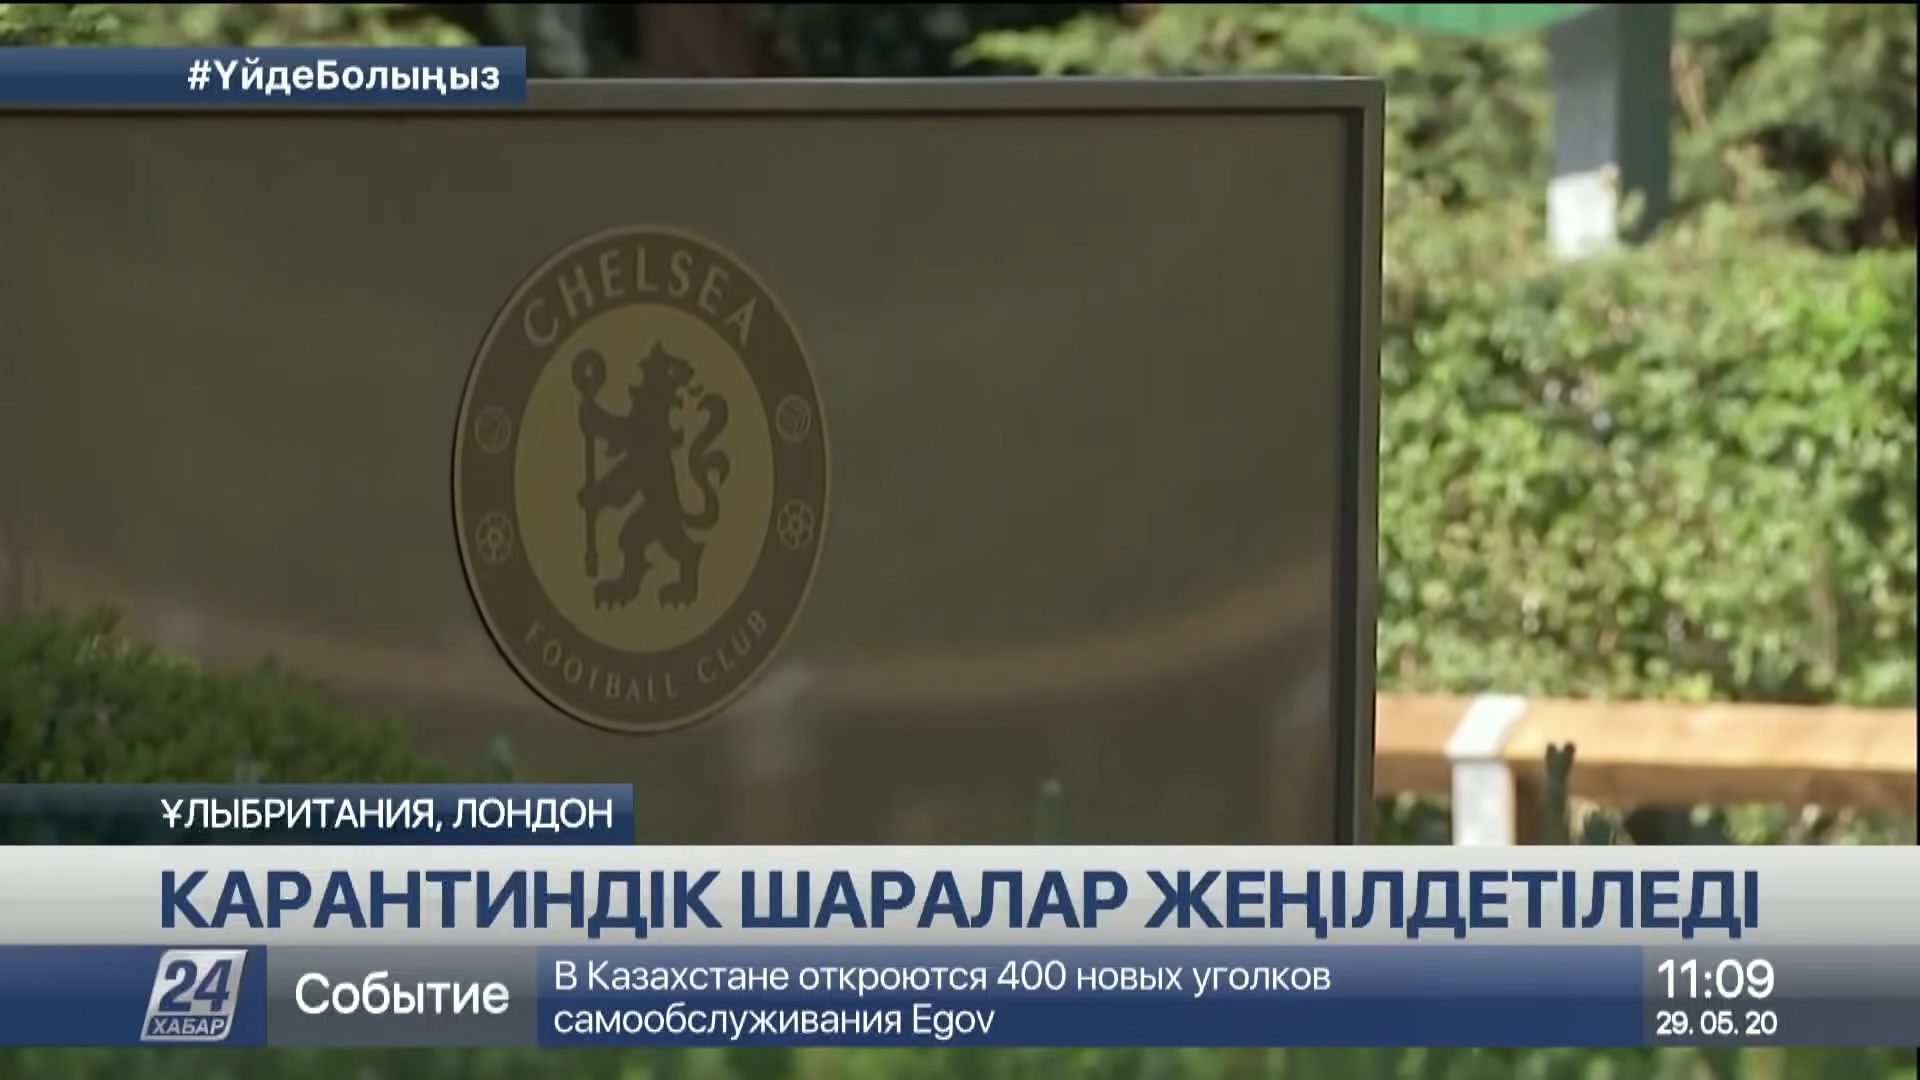 #ҮйдеБолыңыз
CHELSEA
FOOTBALL CLUB
ҰЛЫБРИТАНИЯ, ЛОНДОН
КАРАНТИНДІК ШАРАЛАР ЖЕҢІЛДЕТІЛЕДІ
24
ХАБАР
Событие
В Казахстане откроются 400 новых уголков
самообслуживания Egov
11:09
29. 05. 20